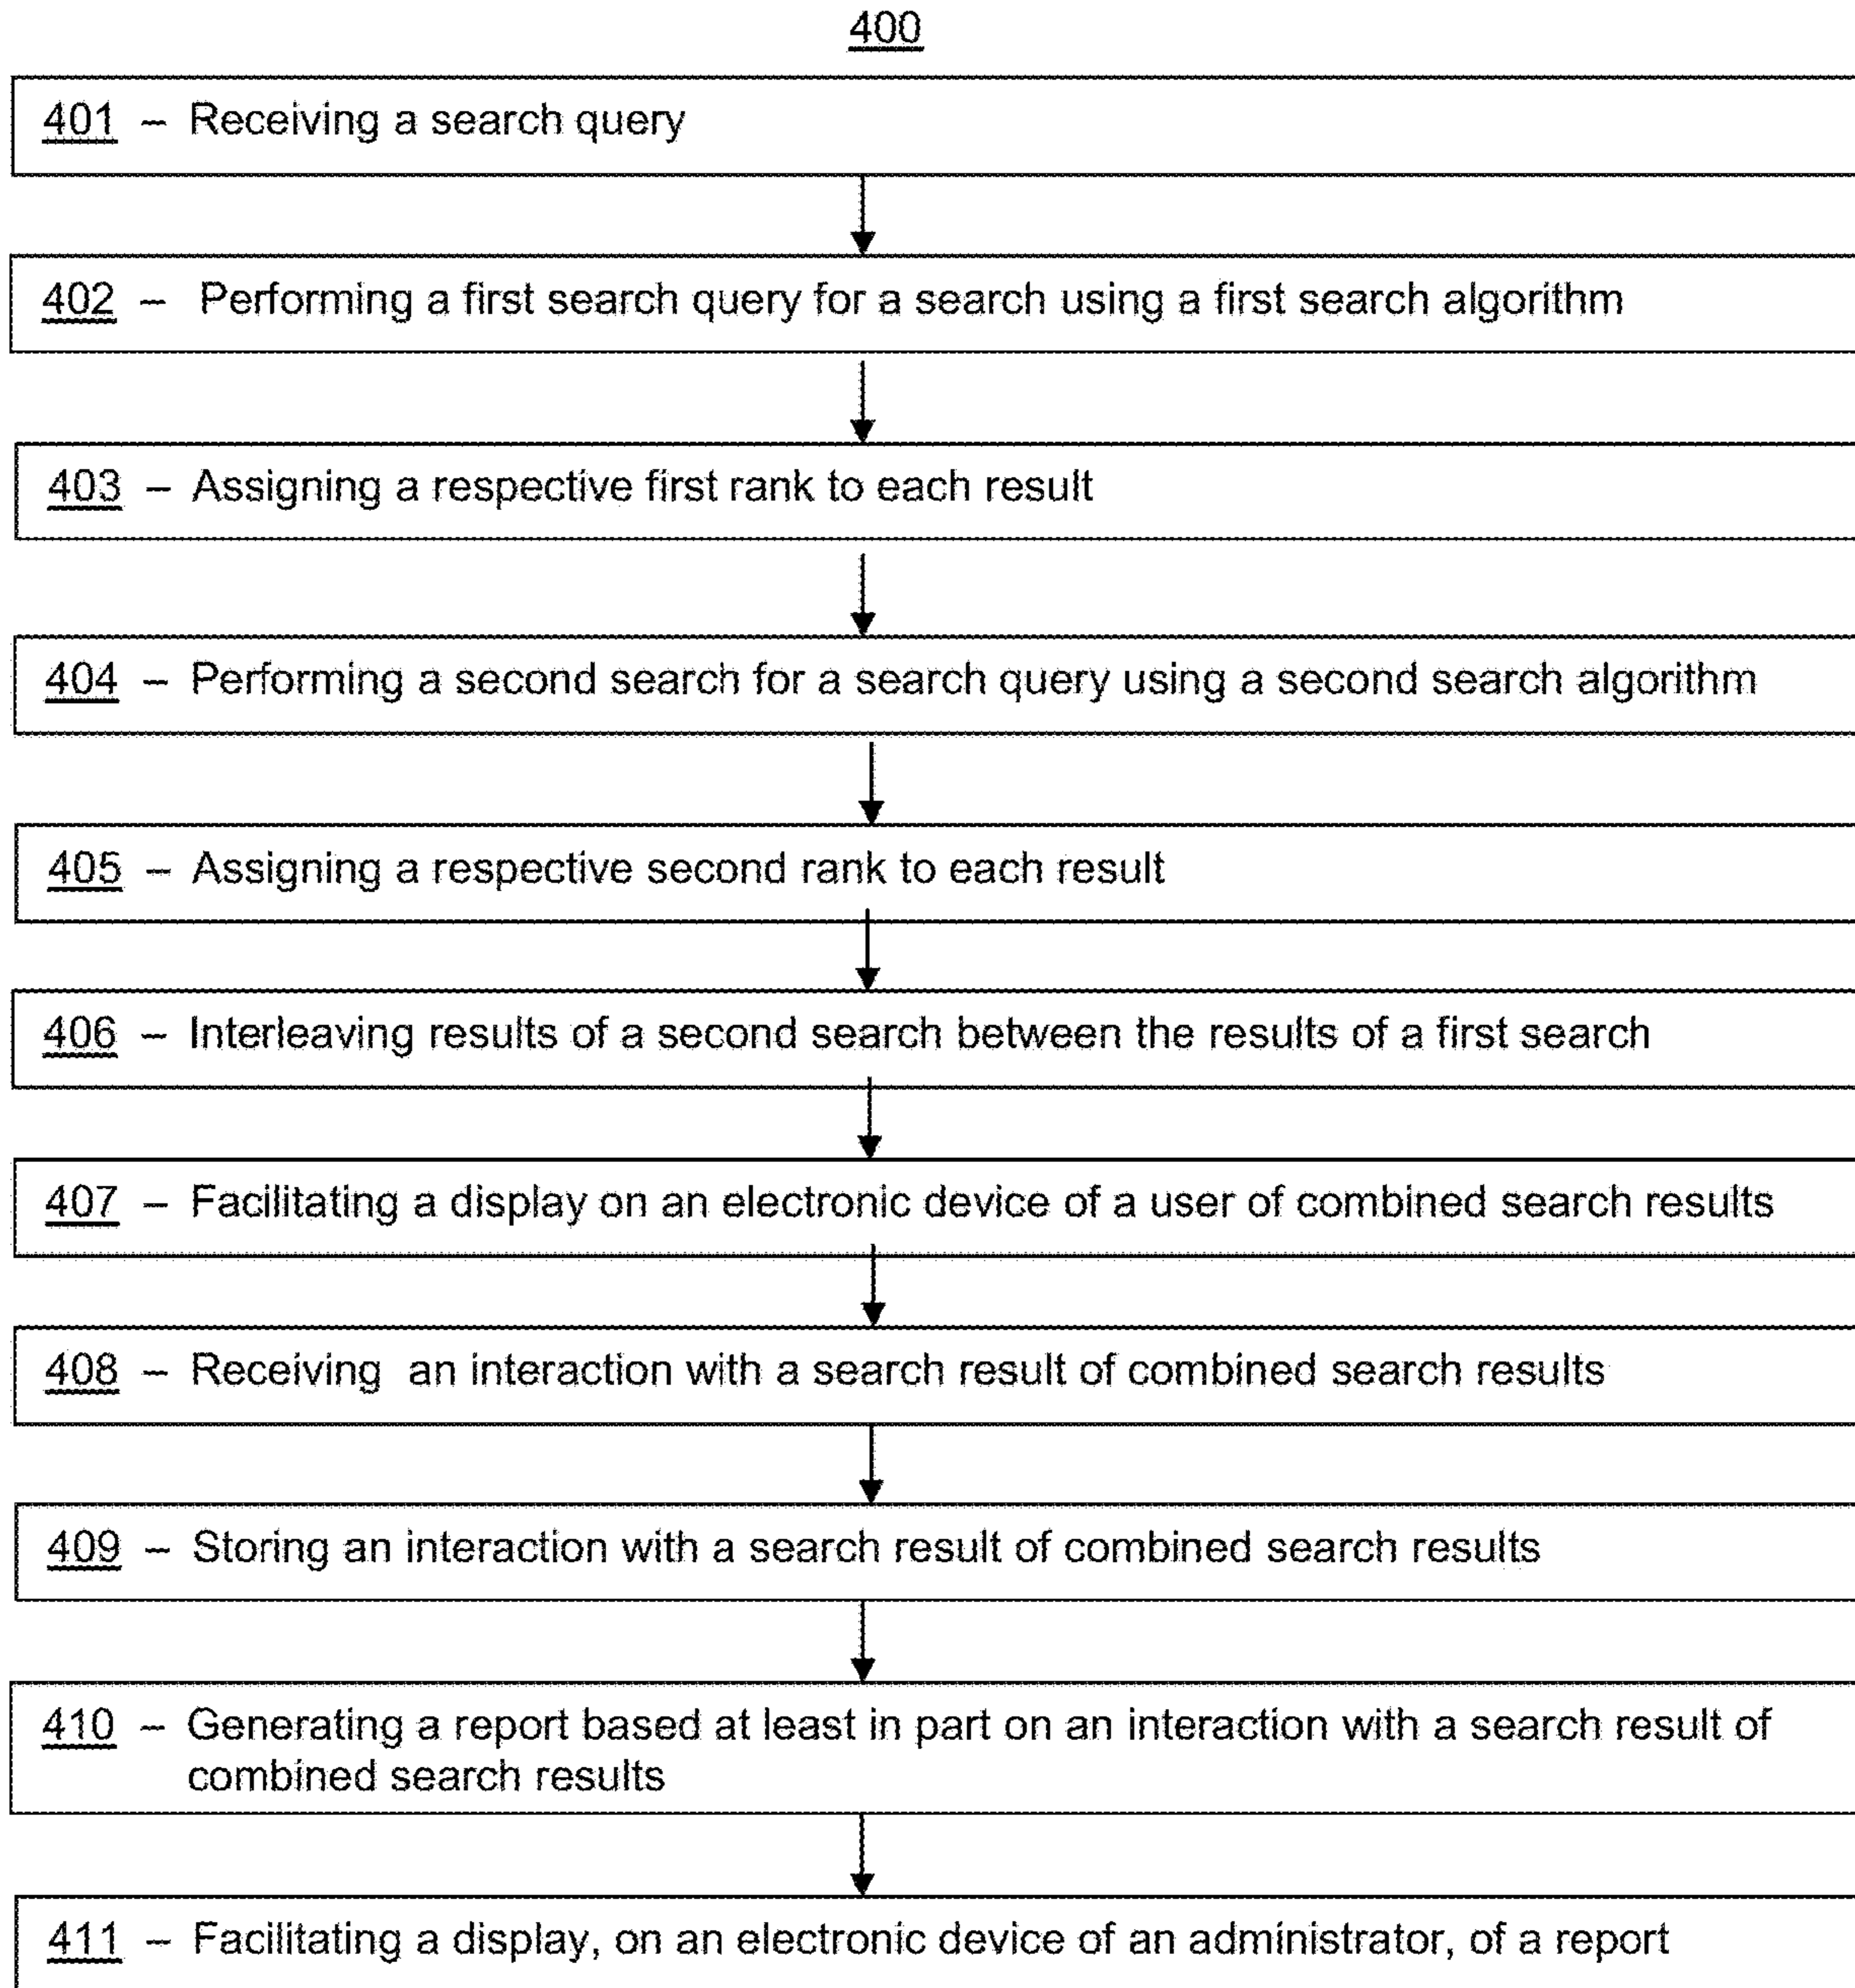 400
401 – Receiving a search query
402 – Performing a first search query for a search using a first search algorithm
403 – Assigning a respective first rank to each result
404 – Performing a second search for a search query using a second search algorithm
405 – Assigning a respective second rank to each result
406 – Interleaving results of a second search between the results of a first search
407 – Facilitating a display on an electronic device of a user of combined search results
408 – Receiving an interaction with a search result of combined search results
409 – Storing an interaction with a search result of combined search results
410 – Generating a report based at least in part on an interaction with a search result of
combined search results
411 – Facilitating a display, on an electronic device of an administrator, of a report